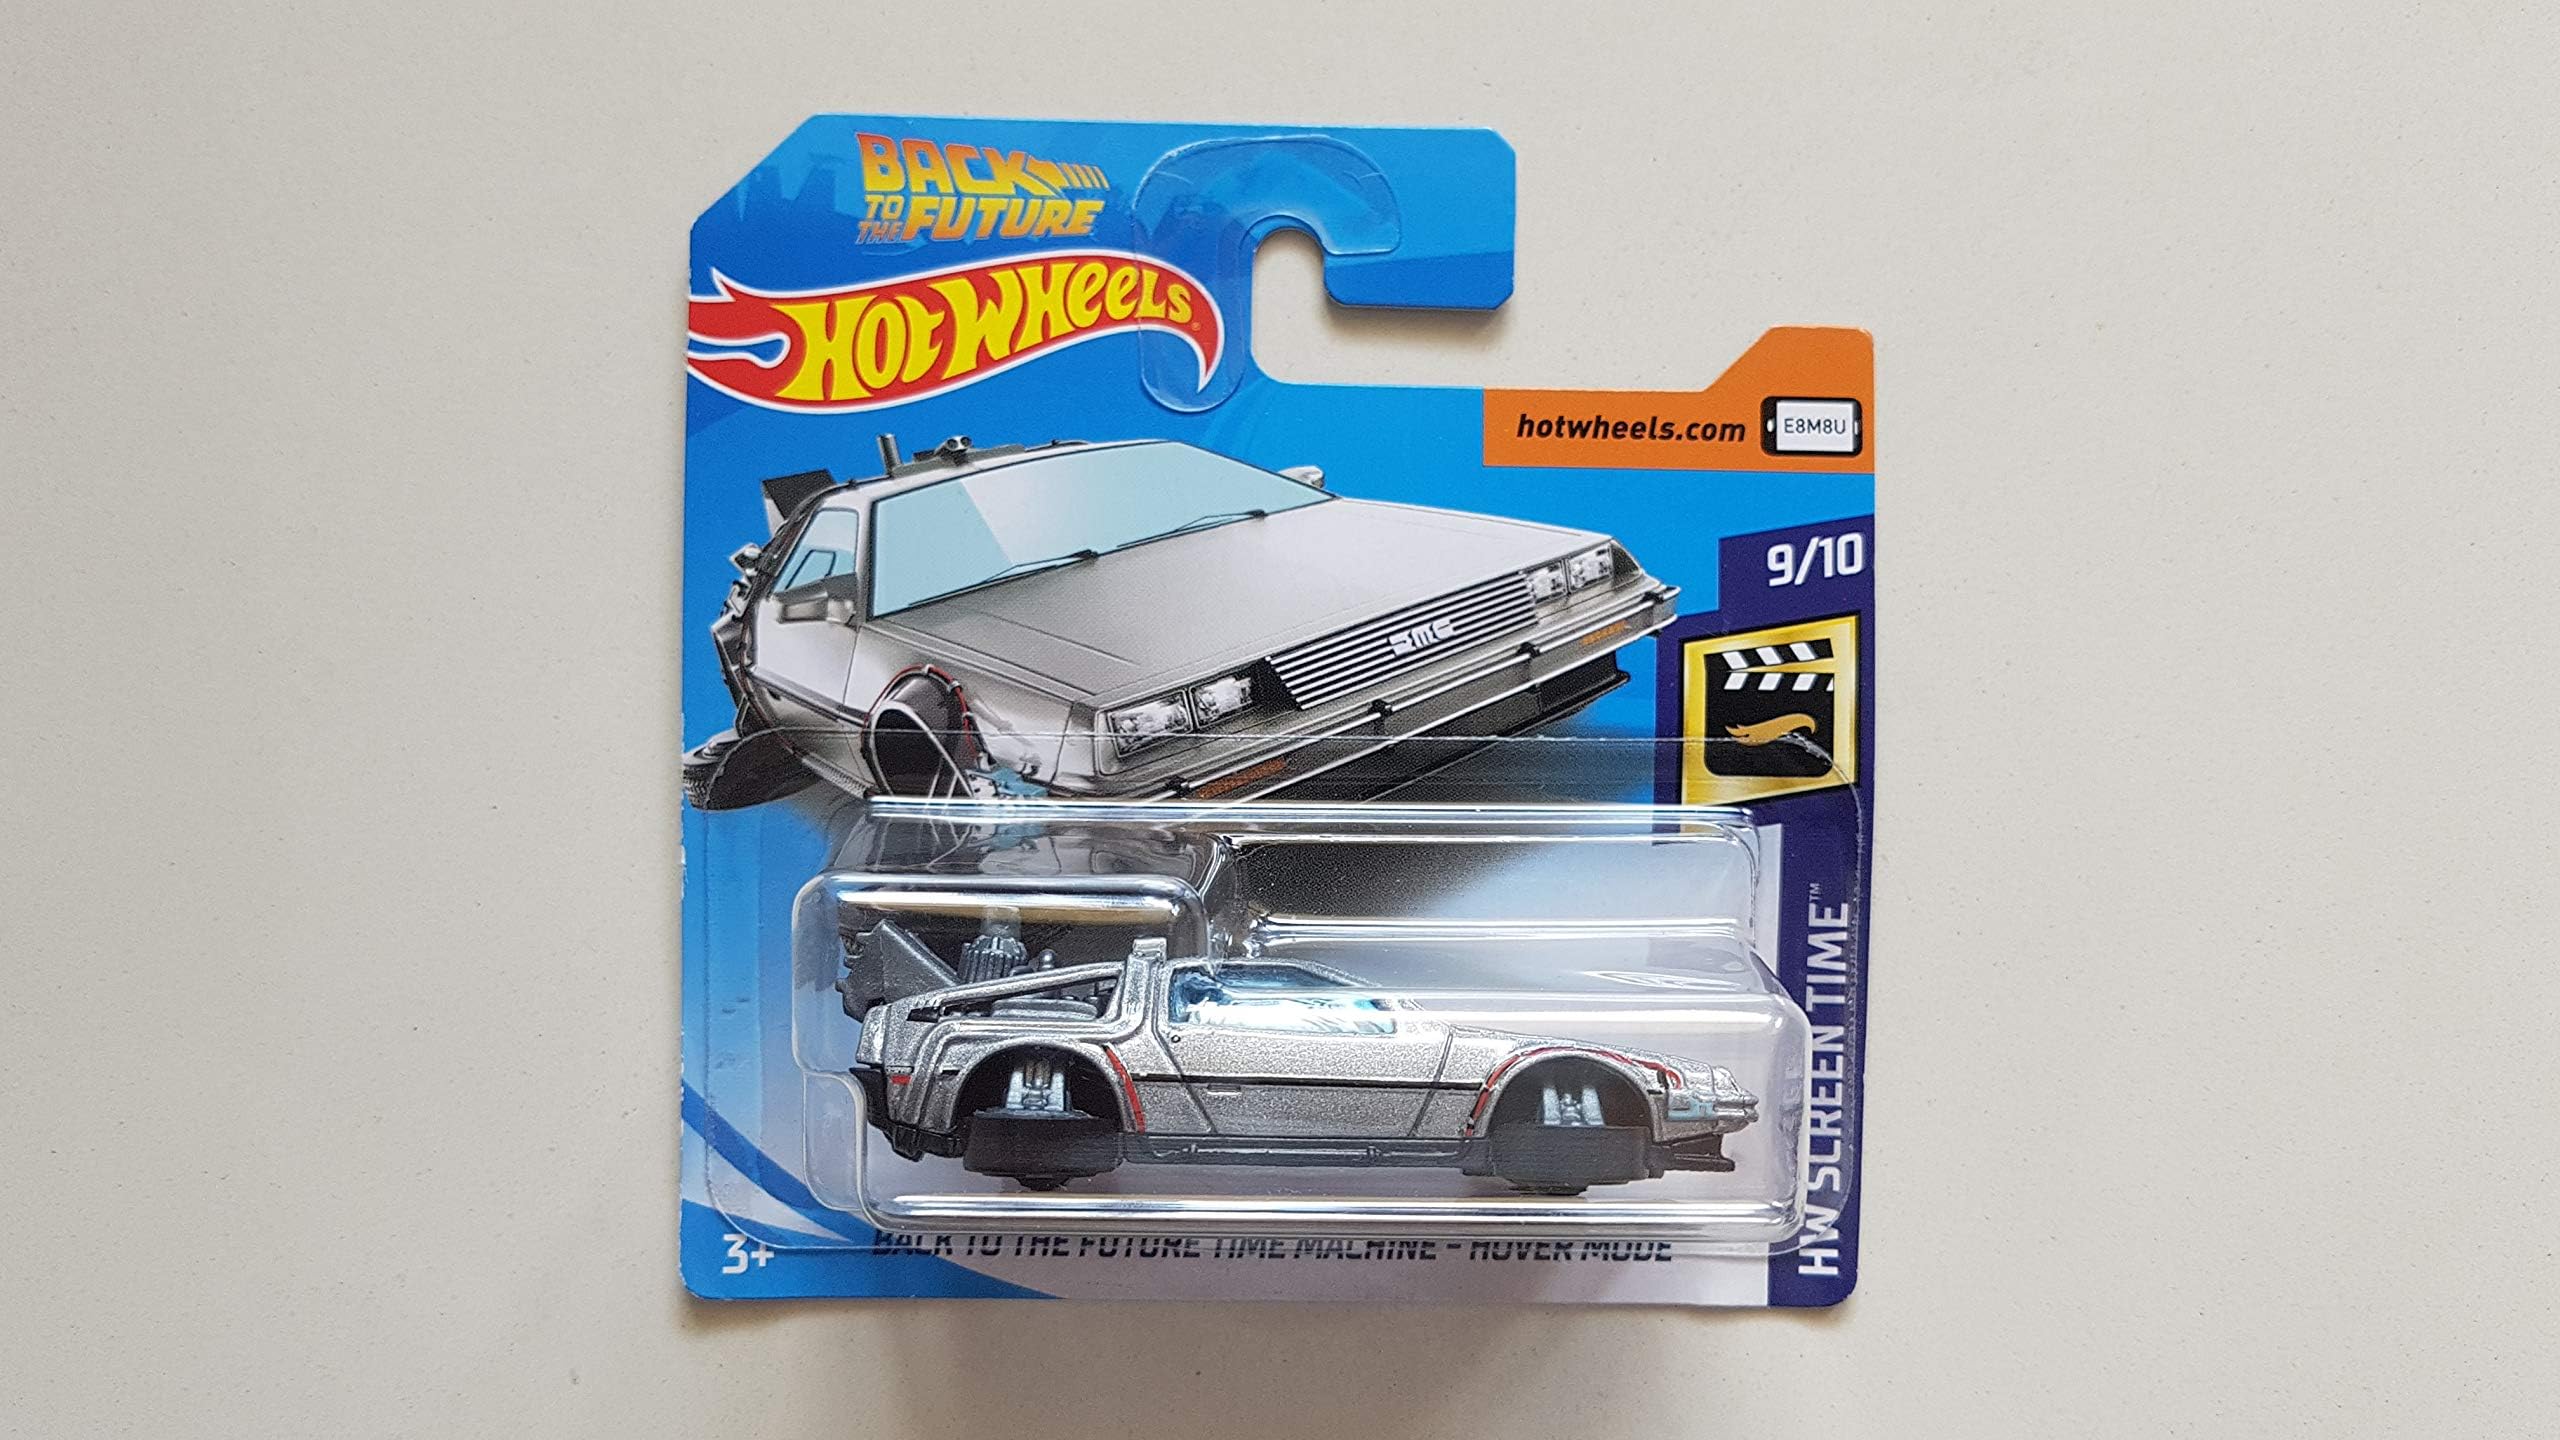 BACK
TO THE FUTURE
HOT WHEELS
hotwheels.com
E8M8U
9/10
DMC
HW SCREEN TIME™
3+
BACK TO THE FUTURE TIME MACHINE - HOVER MODE